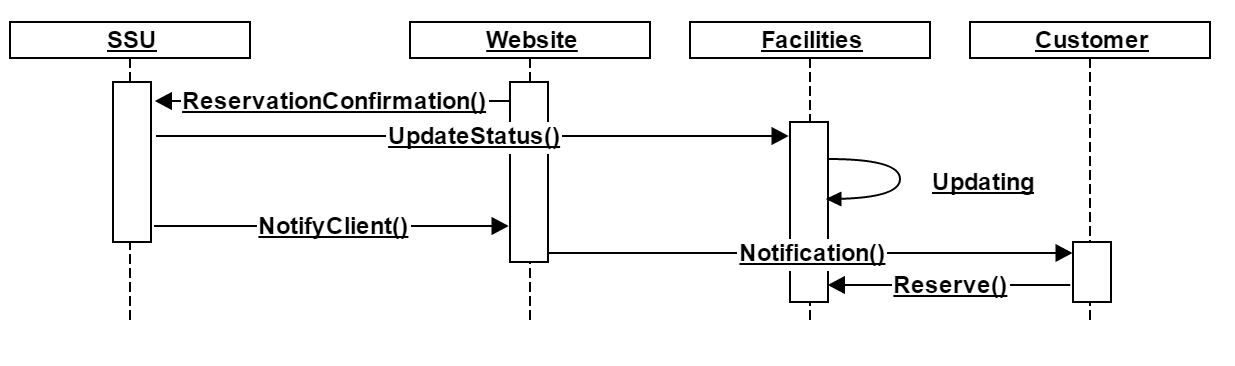 SSU
Website
Facilities
Customer
ReservationConfirmation()
UpdateStatus()
Updating
NotifyClient()
Notification()
Reserve()